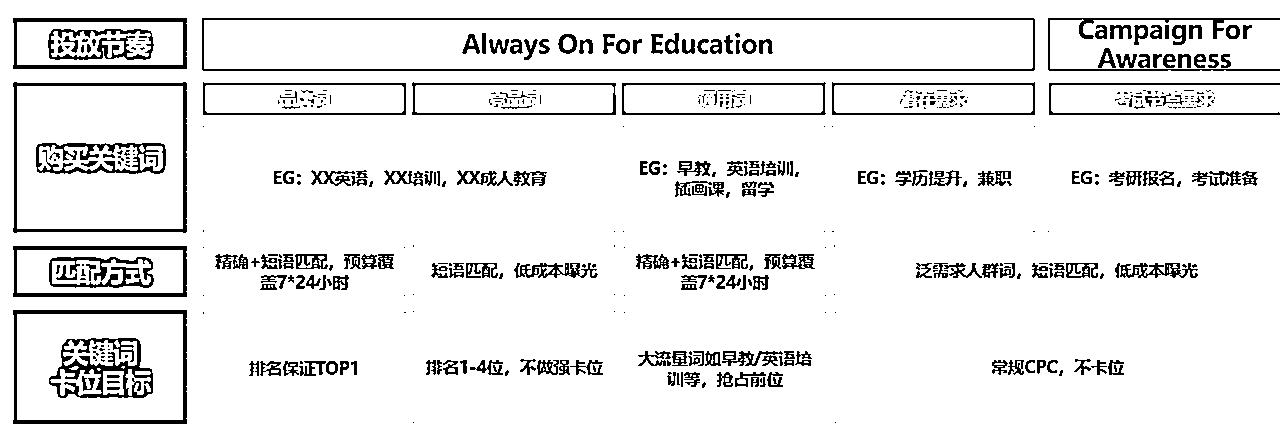 投放节奏
Always On For Education
Campaign For
Awareness
品牌词
竞品词
通用词
潜在需求
考试节点需求
购买关键词
EG：XX英语，XX培训，XX成人教育
EG：早教，英语培训，
插画课，留学
EG：学历提升，兼职
EG：考研报名，考试准备
匹配方式
精确+短语匹配，预算覆
盖7*24小时
短语匹配，低成本曝光
精确+短语匹配，预算覆
盖7*24小时
泛需求人群词，短语匹配，低成本曝光
关键词
卡位目标
排名保证TOP1
排名1-4位，不做强卡位
大流量词如早教/英语培
训等，抢占前位
常规CPC，不卡位